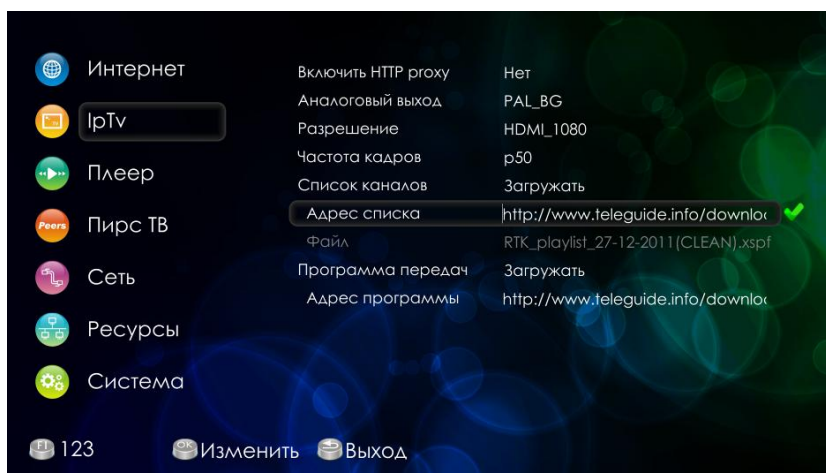 Интернет
IpTv
Плеер
Peers
Пирс ТВ
Сеть
Ресурсы
Система
Включить HTTP proxy Нет
Аналоговый выход PAL_BG
Разрешение HDMI_1080
Частота кадров p50
Список каналов Загружать
Адрес списка http://www.teleguide.info/downloc
Файл RTK_playlist_27-12-2011(CLEAN).xspf
Программа передач Загружать
Адрес программы http://www.teleguide.info/downloc
F1 123 OK Изменить Выход